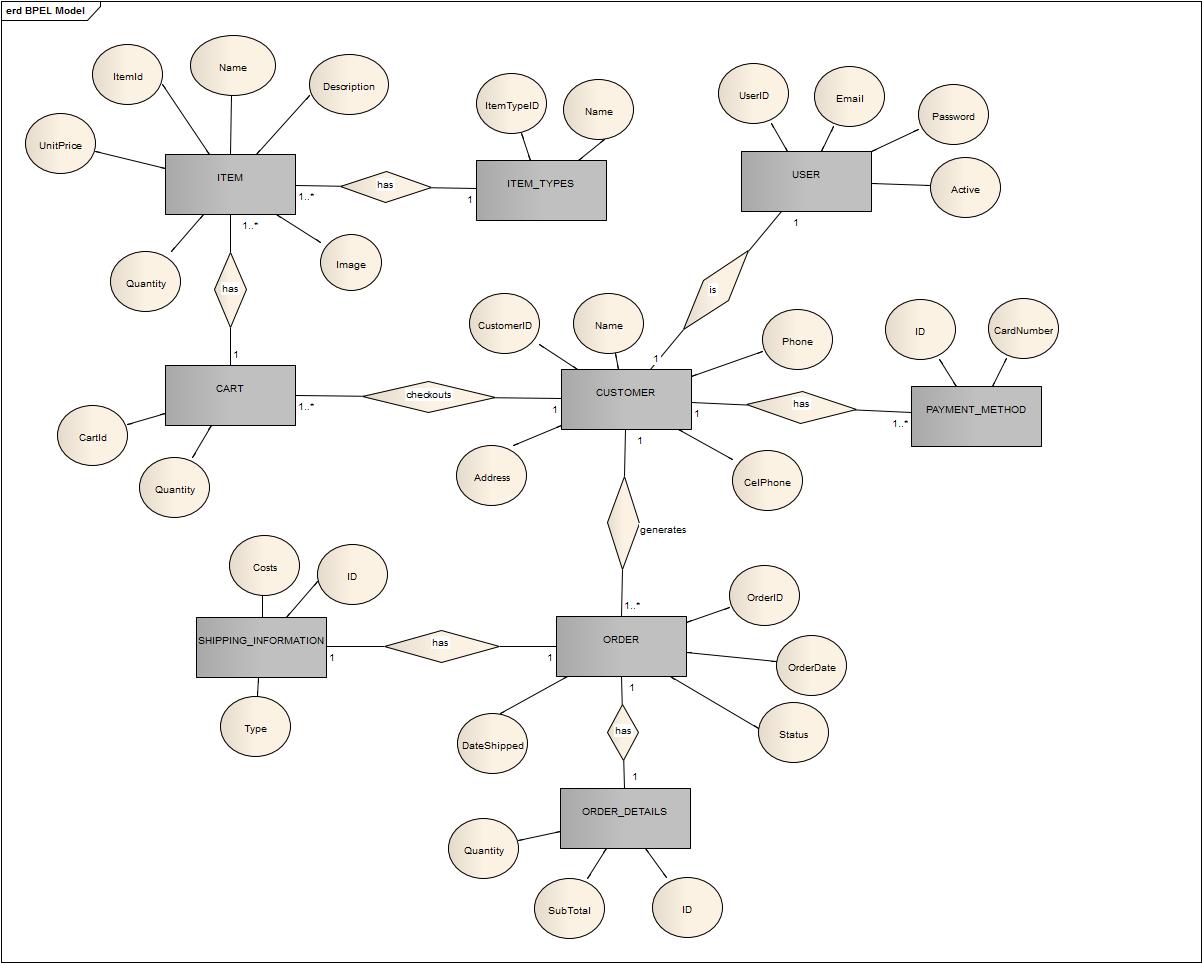 erd BPEL Model
ItemId
Name
Description
UnitPrice
ITEM
Quantity
Image
1..*
has
1
ItemTypeID
Name
ITEM_TYPES
UserID
Email
Password
USER
Active
1
is
1
1..*
has
1
CART
CartId
Quantity
1..*
checkouts
1
CustomerID
Name
Phone
CUSTOMER
Address
CelPhone
1
has
1..*
ID
CardNumber
PAYMENT_METHOD
1
generates
1..*
Costs
ID
SHIPPING_INFORMATION
Type
1
has
1
ORDER
OrderID
OrderDate
Status
DateShipped
1
has
1
ORDER_DETAILS
Quantity
SubTotal
ID